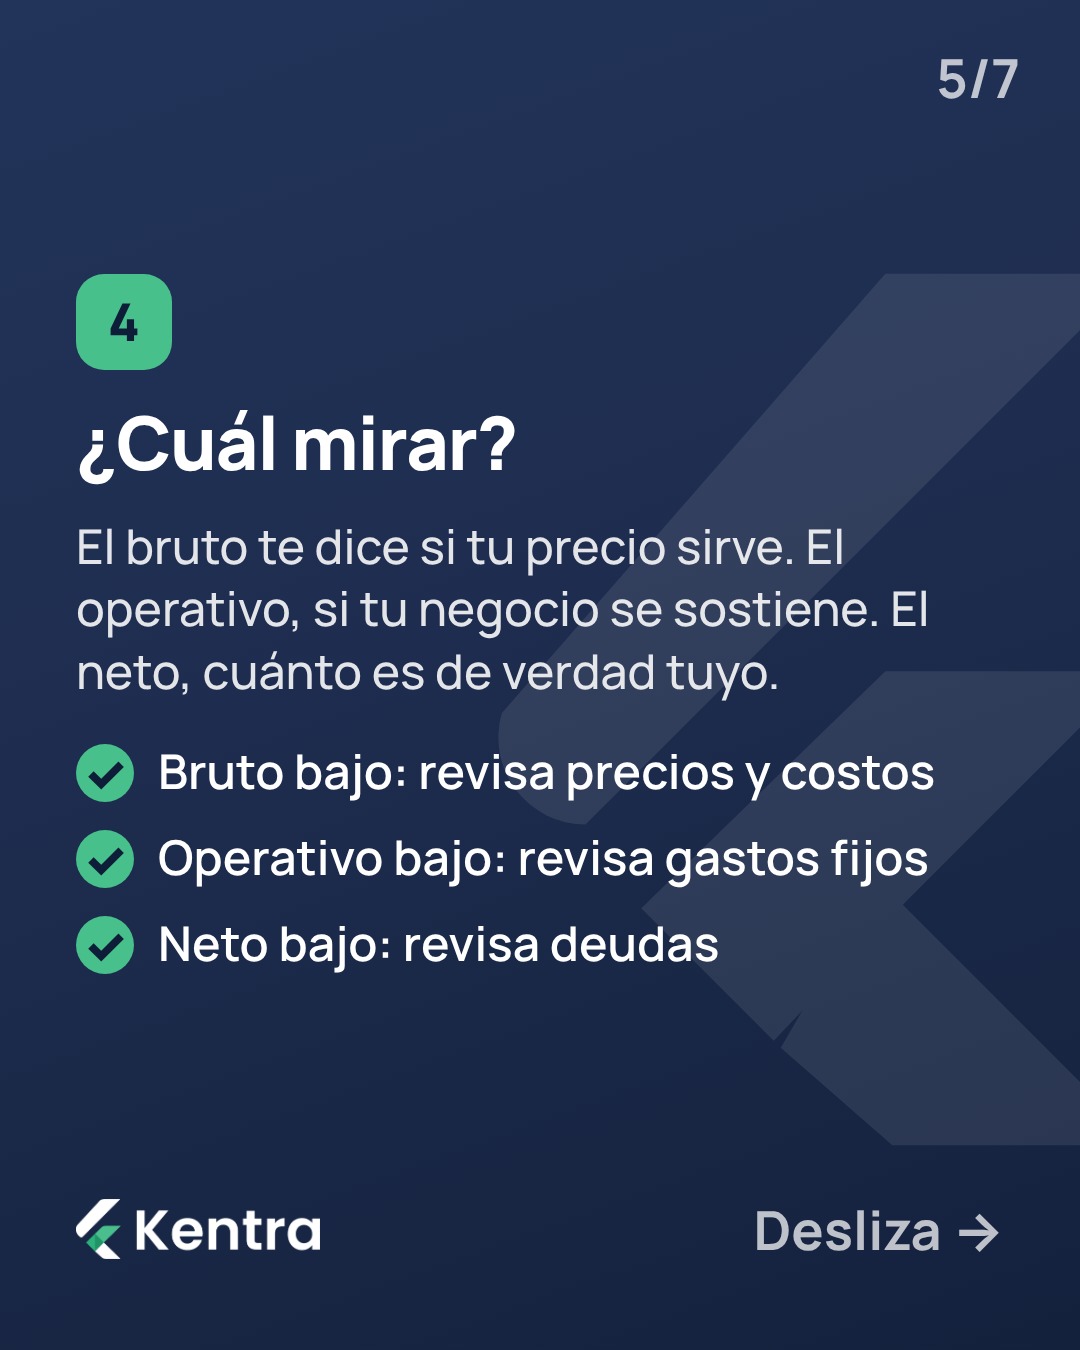 5/7
4
¿Cuál mirar?
El bruto te dice si tu precio sirve. El
operativo, si tu negocio se sostiene. El
neto, cuánto es de verdad tuyo.
Bruto bajo: revisa precios y costos
Operativo bajo: revisa gastos fijos
Neto bajo: revisa deudas
Kentra
Desliza →